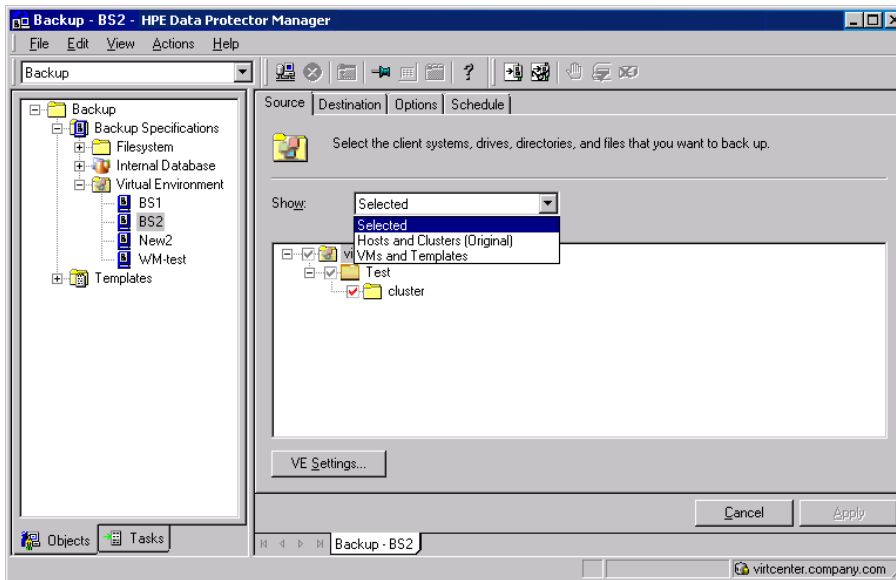 Backup - BS2 - HPE Data Protector Manager
File Edit View Actions Help
Backup
Backup
Backup Specifications
Filesystem
Internal Database
Virtual Environment
BS1
BS2
New2
WM-test
Templates
Objects Tasks
Source Destination Options Schedule
Select the client systems, drives, directories, and files that you want to back up.
Show: Selected
Selected
Hosts and Clusters (Original)
VMs and Templates
Test
cluster
VE Settings...
Cancel Apply
Backup - BS2
virtcenter.company.com